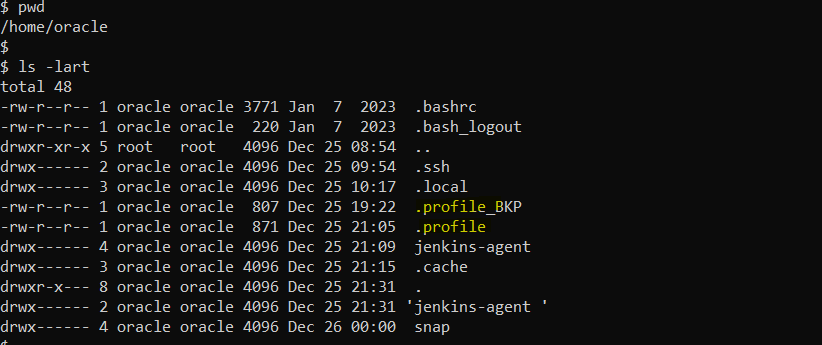 $ pwd
/home/oracle
$
$ ls -lart
total 48
-rw-r--r-- 1 oracle oracle 3771 Jan  7  2023  .bashrc
-rw-r--r-- 1 oracle oracle  220 Jan  7  2023  .bash_logout
drwxr-xr-x 5 root   root   4096 Dec 25 08:54  ..
drwx------ 2 oracle oracle 4096 Dec 25 09:54  .ssh
drwx------ 3 oracle oracle 4096 Dec 25 10:17  .local
-rw-r--r-- 1 oracle oracle  807 Dec 25 19:22  .profile_BKP
-rw-r--r-- 1 oracle oracle  871 Dec 25 21:05  .profile
drwx------ 4 oracle oracle 4096 Dec 25 21:09  jenkins-agent
drwx------ 3 oracle oracle 4096 Dec 25 21:15  .cache
drwxr-x--- 8 oracle oracle 4096 Dec 25 21:31  .
drwx------ 2 oracle oracle 4096 Dec 25 21:31 'jenkins-agent '
drwx------ 4 oracle oracle 4096 Dec 26 00:00  snap
$